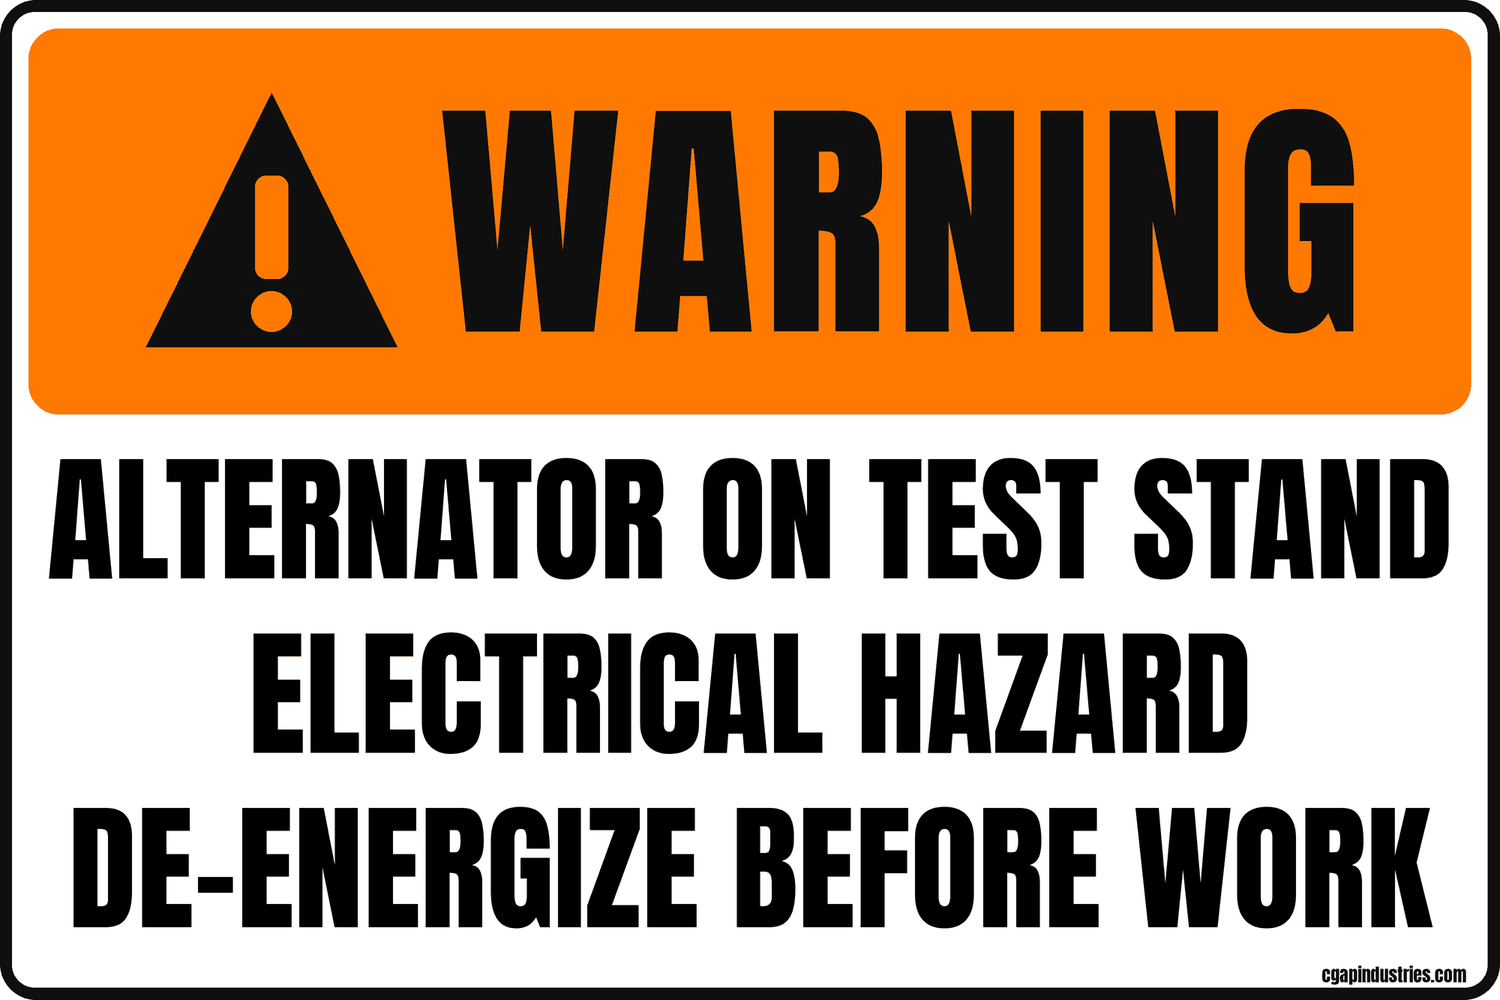 WARNING
ALTERNATOR ON TEST STAND
ELECTRICAL HAZARD
DE-ENERGIZE BEFORE WORK
cgapindustries.com